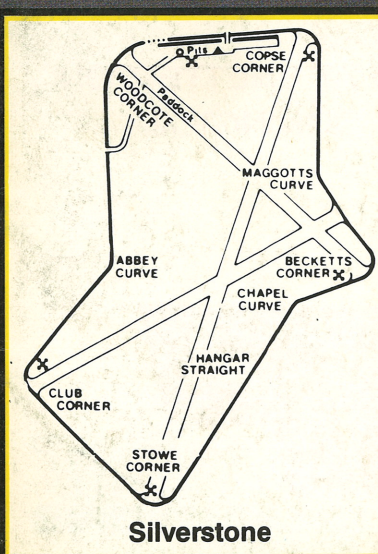 Pits
COPSE
CORNER
WOODCOTE
CORNER
Paddock
MAGGOTTS
CURVE
ABBEY
CURVE
BECKETTS
CORNER
CHAPEL
CURVE
HANGAR
STRAIGHT
CLUB
CORNER
STOWE
CORNER
Silverstone